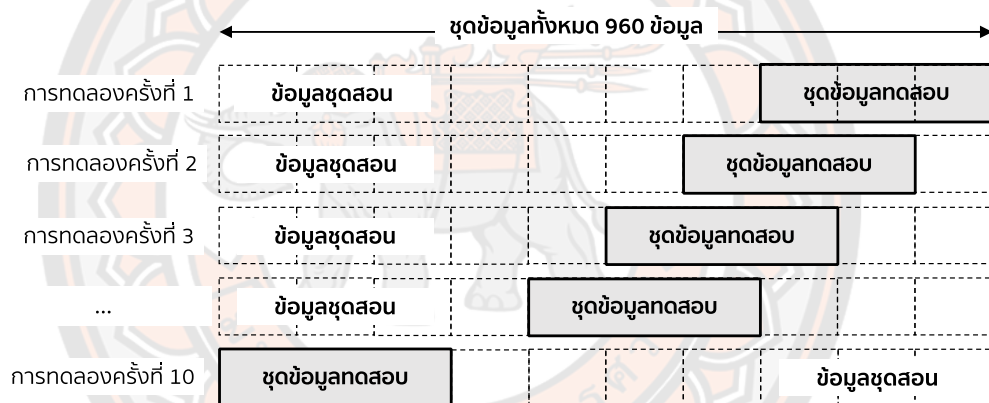 ชุดข้อมูลทั้งหมด 960 ข้อมูล
การทดลองครั้งที่ 1 ข้อมูลชุดสอน ชุดข้อมูลทดสอบ
การทดลองครั้งที่ 2 ข้อมูลชุดสอน ชุดข้อมูลทดสอบ
การทดลองครั้งที่ 3 ข้อมูลชุดสอน ชุดข้อมูลทดสอบ
... ข้อมูลชุดสอน ชุดข้อมูลทดสอบ
การทดลองครั้งที่ 10 ชุดข้อมูลทดสอบ ข้อมูลชุดสอน